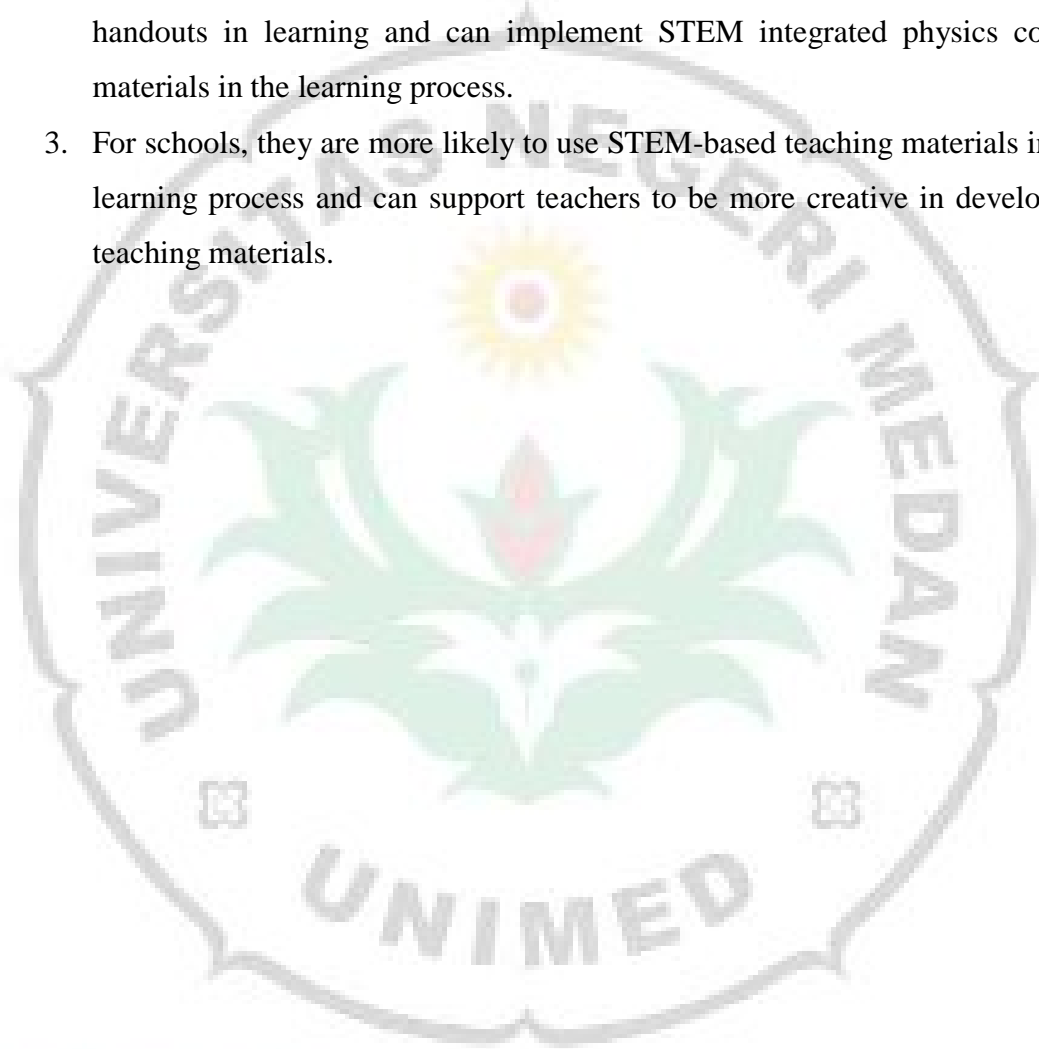 handouts in learning and can implement STEM integrated physics co
materials in the learning process.
3. For schools, they are more likely to use STEM-based teaching materials in
learning process and can support teachers to be more creative in develo
teaching materials.
UNIVERSITAS NEGERI MEDAN
UNIMED